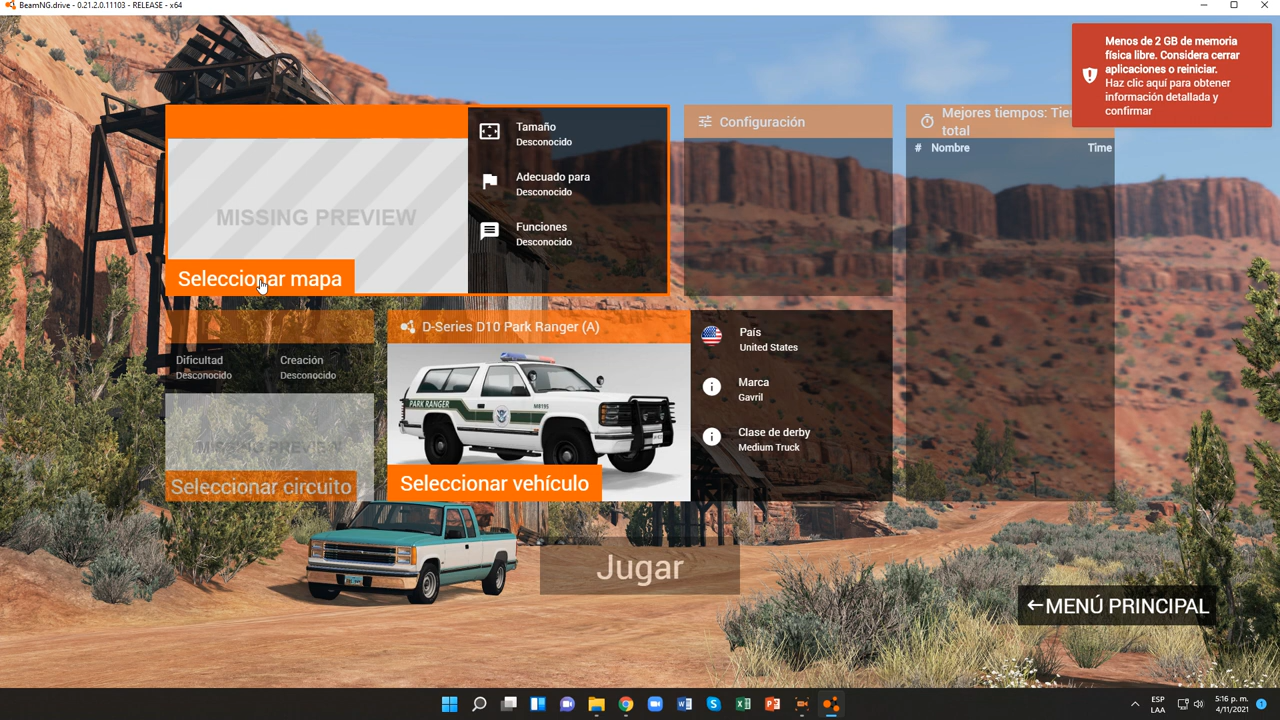 BeamNG.drive - 0.21.2.0.11103 - RELEASE - x64
Menos de 2 GB de memoria
física libre. Considera cerrar
aplicaciones o reiniciar.
Haz clic aquí para obtener
información detallada y
confirmar
MISSING PREVIEW
Seleccionar mapa
Tamaño
Desconocido
Adecuado para
Desconocido
Funciones
Desconocido
Configuración
Mejores tiempos:
total
# Nombre Time
Dificultad Creación
Desconocido Desconocido
MISSING PREVIEW
Seleccionar circuito
D-Series D10 Park Ranger (A)
PARK RANGER
Seleccionar vehículo
País
United States
Marca
Gavril
Clase de derby
Medium Truck
Jugar
←MENÚ PRINCIPAL
ESP
LAA
5:16 p. m.
4/11/2021